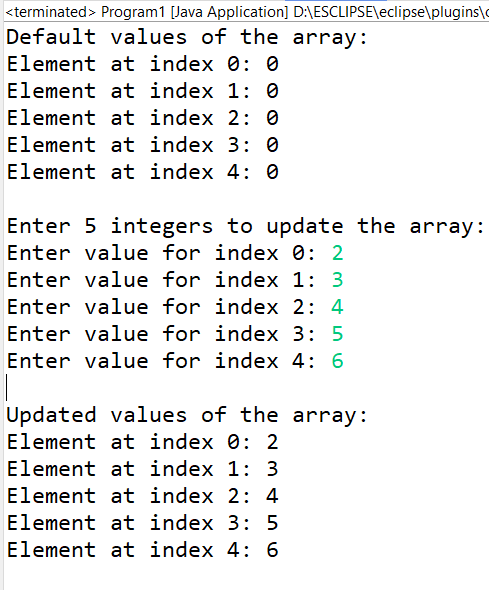 <terminated> Program1 [Java Application] D:\ESCLIPSE\eclipse\plugins\
Default values of the array:
Element at index 0: 0
Element at index 1: 0
Element at index 2: 0
Element at index 3: 0
Element at index 4: 0
Enter 5 integers to update the array:
Enter value for index 0: 2
Enter value for index 1: 3
Enter value for index 2: 4
Enter value for index 3: 5
Enter value for index 4: 6
Updated values of the array:
Element at index 0: 2
Element at index 1: 3
Element at index 2: 4
Element at index 3: 5
Element at index 4: 6